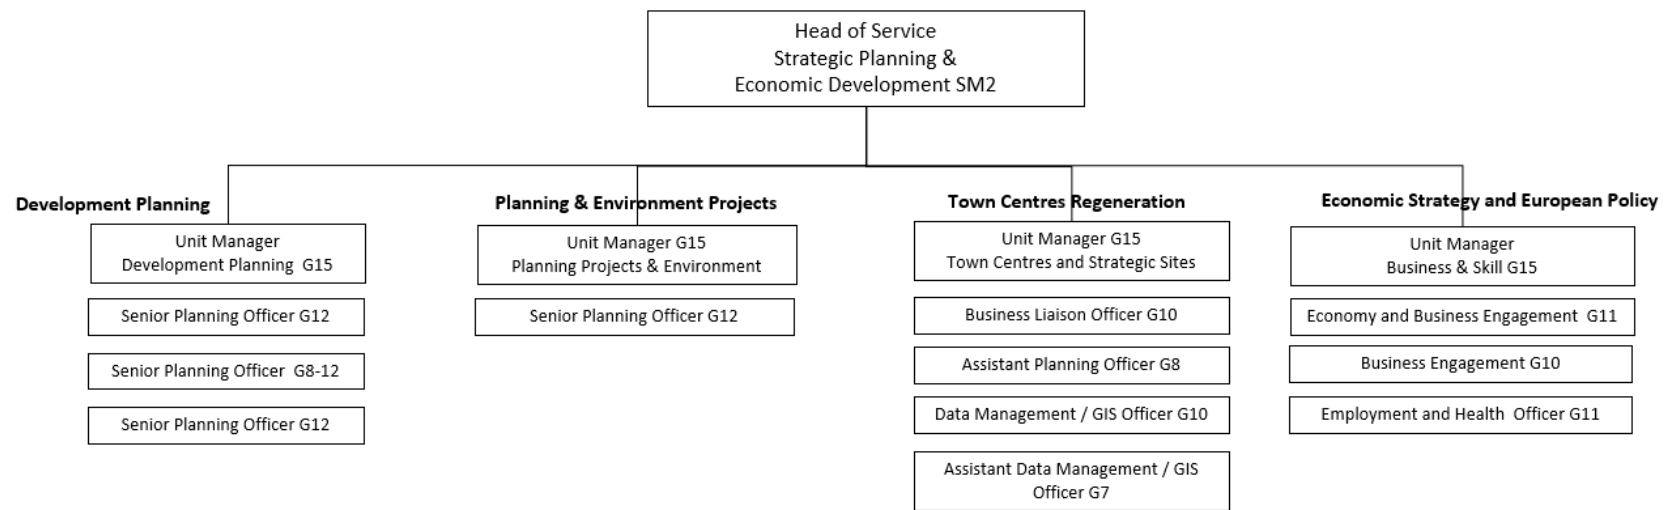 Head of Service
Strategic Planning &
Economic Development SM2
Development Planning
Unit Manager
Development Planning G15
Senior Planning Officer G12
Senior Planning Officer G8-12
Senior Planning Officer G12
Planning & Environment Projects
Unit Manager G15
Planning Projects & Environment
Senior Planning Officer G12
Town Centres Regeneration
Unit Manager G15
Town Centres and Strategic Sites
Business Liaison Officer G10
Assistant Planning Officer G8
Data Management / GIS Officer G10
Assistant Data Management / GIS
Officer G7
Economic Strategy and European Policy
Unit Manager
Business & Skill G15
Economy and Business Engagement G11
Business Engagement G10
Employment and Health Officer G11